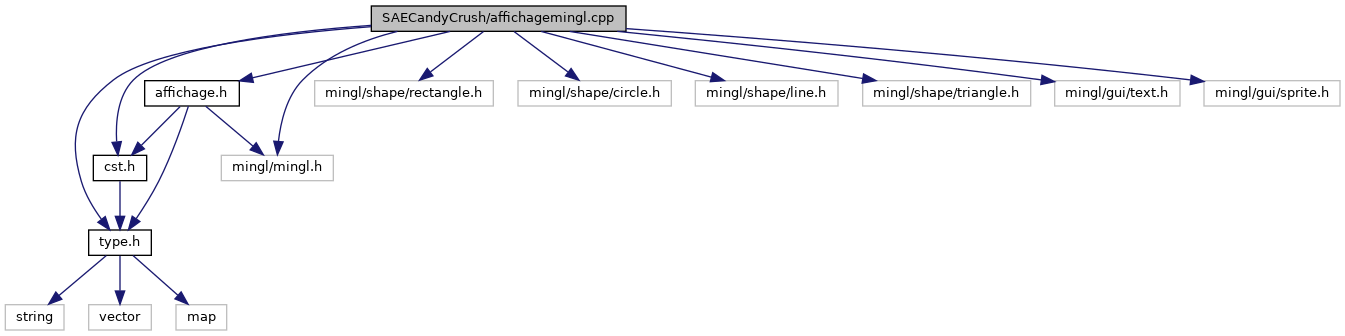 SAECandyCrush/affichagemingl.cpp
affichage.h
mingl/shape/rectangle.h
mingl/shape/circle.h
mingl/shape/line.h
mingl/shape/triangle.h
mingl/gui/text.h
mingl/gui/sprite.h
cst.h
mingl/mingl.h
type.h
string
vector
map